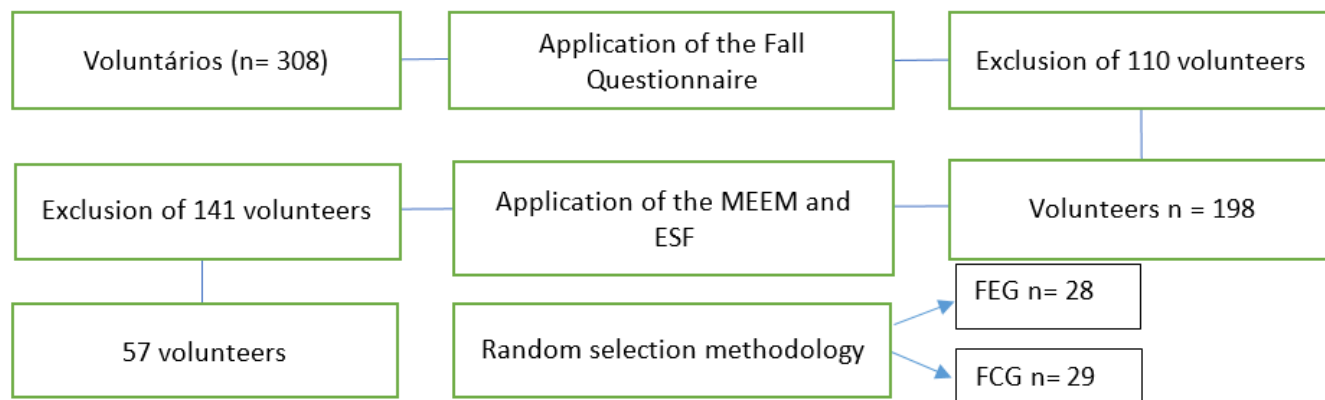 Voluntários (n= 308)
Application of the Fall
Questionnaire
Exclusion of 110 volunteers
Exclusion of 141 volunteers
Application of the MEEM and
ESF
Volunteers n = 198
57 volunteers
Random selection methodology
FEG n= 28
FCG n= 29